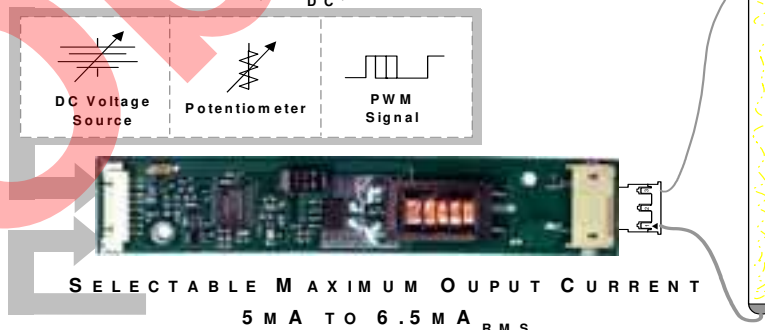 DC
DC Voltage
Source
Potentiometer
PWM
Signal
SELECTABLE MAXIMUM OUPUT CURRENT
5MA TO 6.5MA RMS